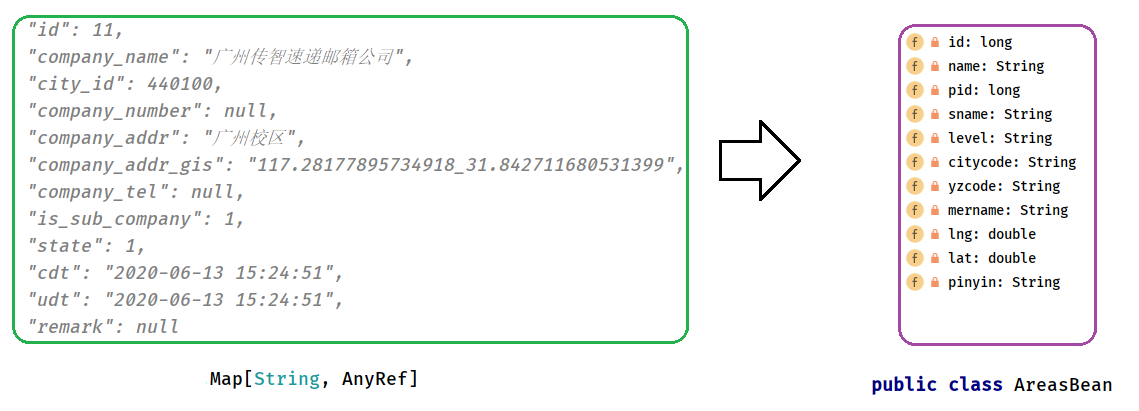 "id": 11,
"company_name": "广州传智速递邮箱公司",
"city_id": 440100,
"company_number": null,
"company_addr": "广州校区",
"company_addr_gis": "117.28177895734918_31.842711680531399",
"company_tel": null,
"is_sub_company": 1,
"state": 1,
"cdt": "2020-06-13 15:24:51",
"udt": "2020-06-13 15:24:51",
"remark": null
Map[String, AnyRef]
f id: long
f name: String
f pid: long
f sname: String
f level: String
f citycode: String
f yzcode: String
f mername: String
f lng: double
f lat: double
f pinyin: String
public class AreasBean